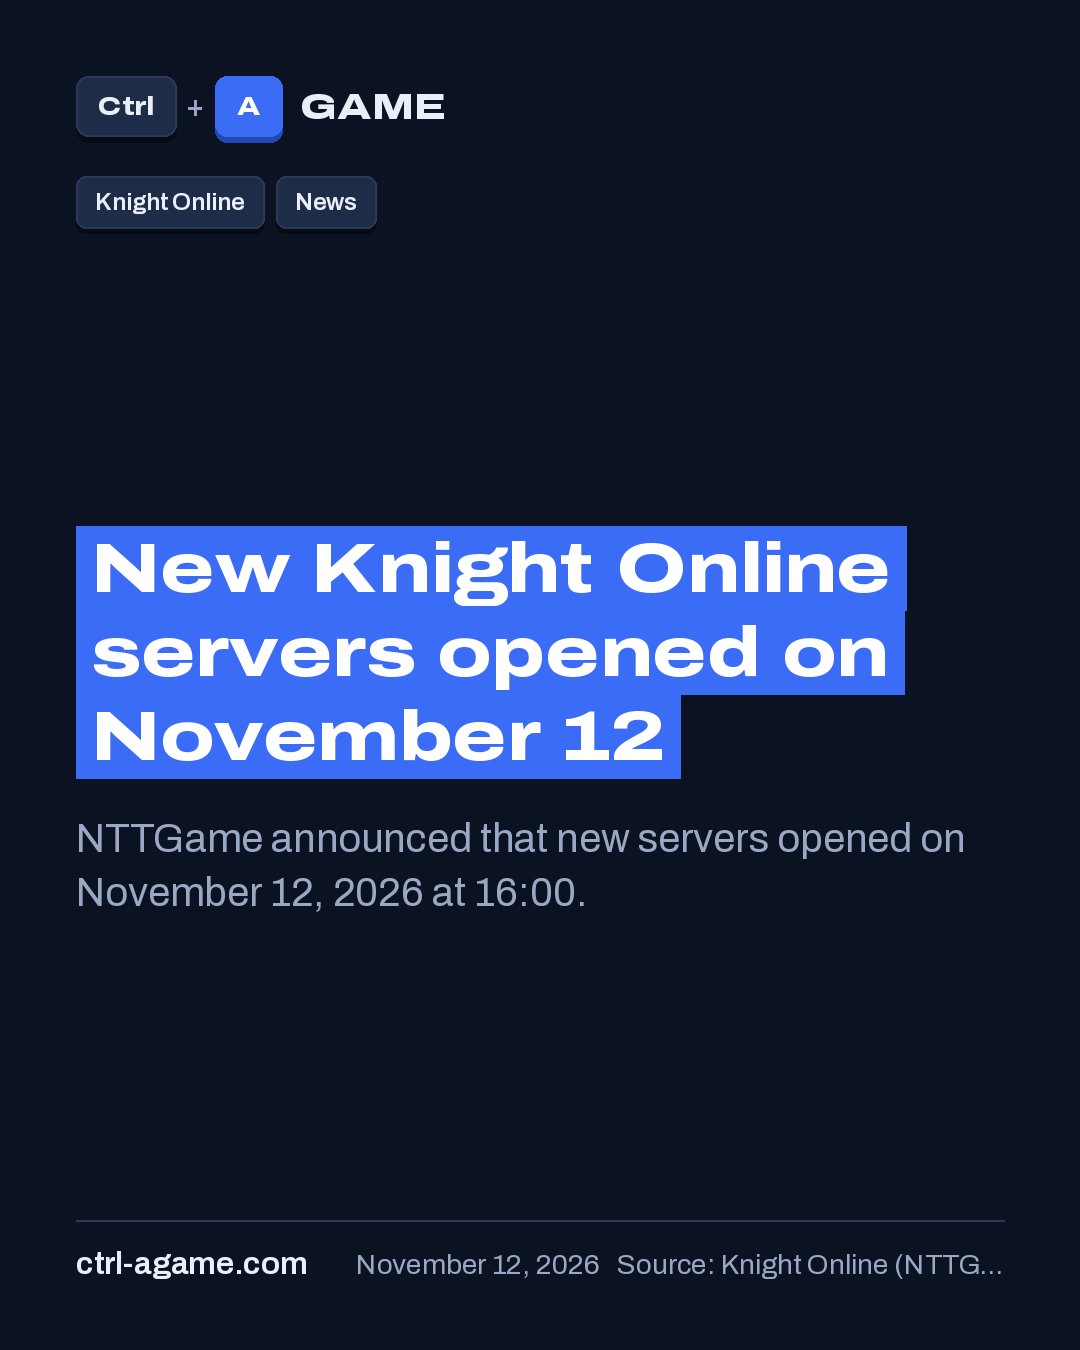 Ctrl + A GAME
Knight Online News
New Knight Online
servers opened on
November 12
NTTGame announced that new servers opened on
November 12, 2026 at 16:00.
ctrl-agame.com November 12, 2026 Source: Knight Online (NTTG...